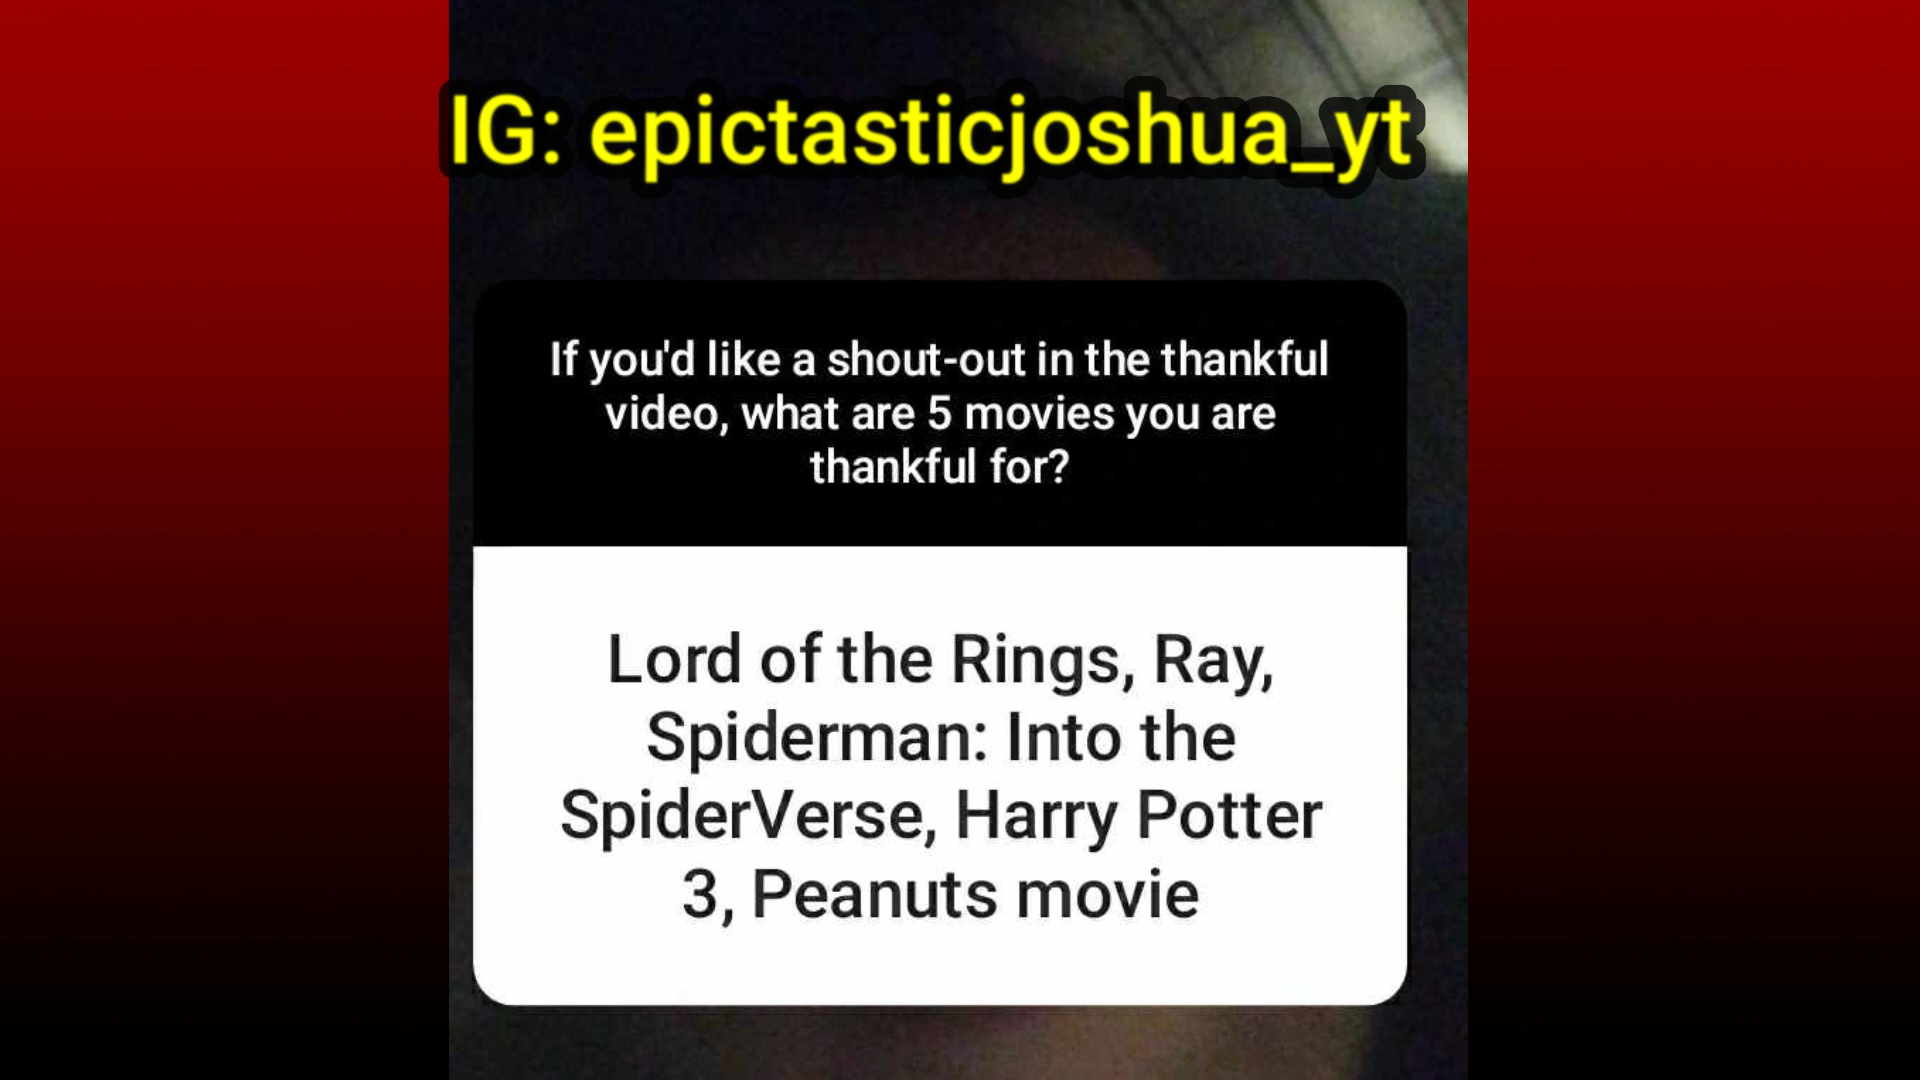 IG: epictasticjoshua_yt
If you'd like a shout-out in the thankful
video, what are 5 movies you are
thankful for?
Lord of the Rings, Ray,
Spiderman: Into the
SpiderVerse, Harry Potter
3, Peanuts movie